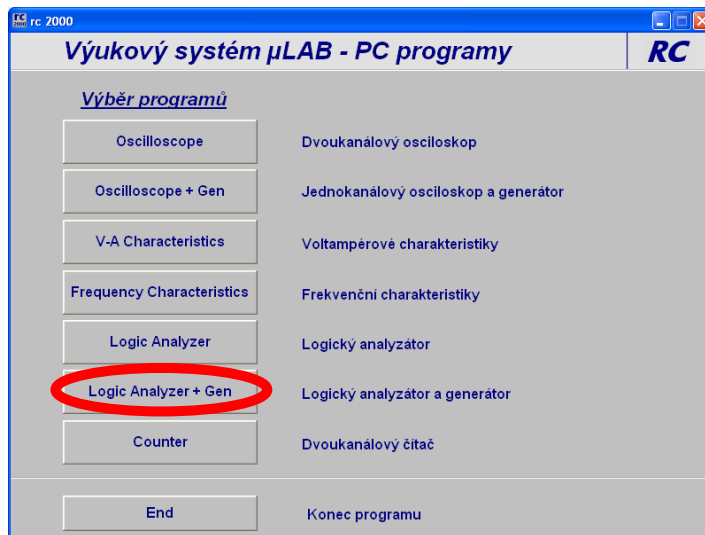 rc 2000
Výukový systém µLAB - PC programy RC
Výběr programů
Oscilloscope Dvoukanálový osciloskop
Oscilloscope + Gen Jednokanálový osciloskop a generátor
V-A Characteristics Voltampérové charakteristiky
Frequency Characteristics Frekvenční charakteristiky
Logic Analyzer Logický analyzátor
Logic Analyzer + Gen Logický analyzátor a generátor
Counter Dvoukanálový čítač
End Konec programu